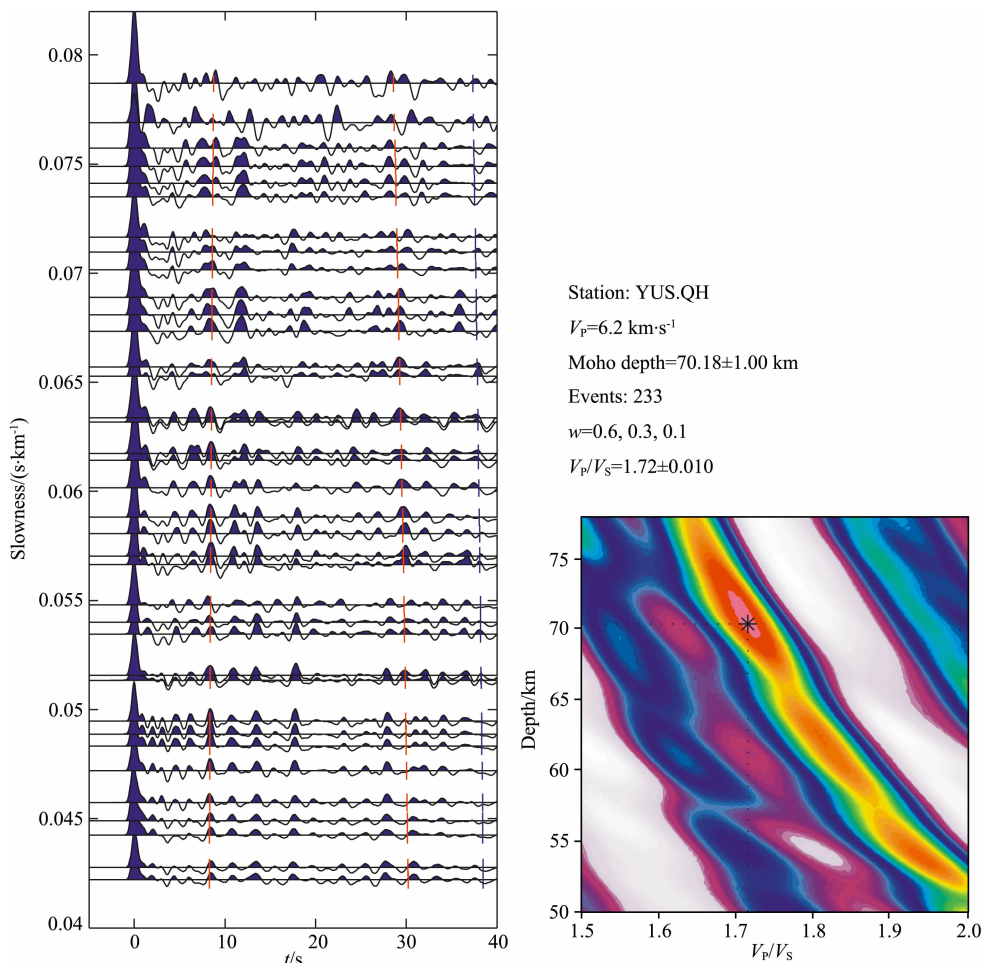 0.08
0.075
0.07
0.065
0.06
0.055
0.05
0.045
0.04
Slowness/(s·km⁻¹)
0
10
20
30
40
t/s
Station: YUS.QH
Vₚ=6.2 km·s⁻¹
Moho depth=70.18±1.00 km
Events: 233
w=0.6, 0.3, 0.1
Vₚ/Vₛ=1.72±0.010
75
70
65
60
55
50
Depth/km
1.5
1.6
1.7
1.8
1.9
2.0
Vₚ/Vₛ